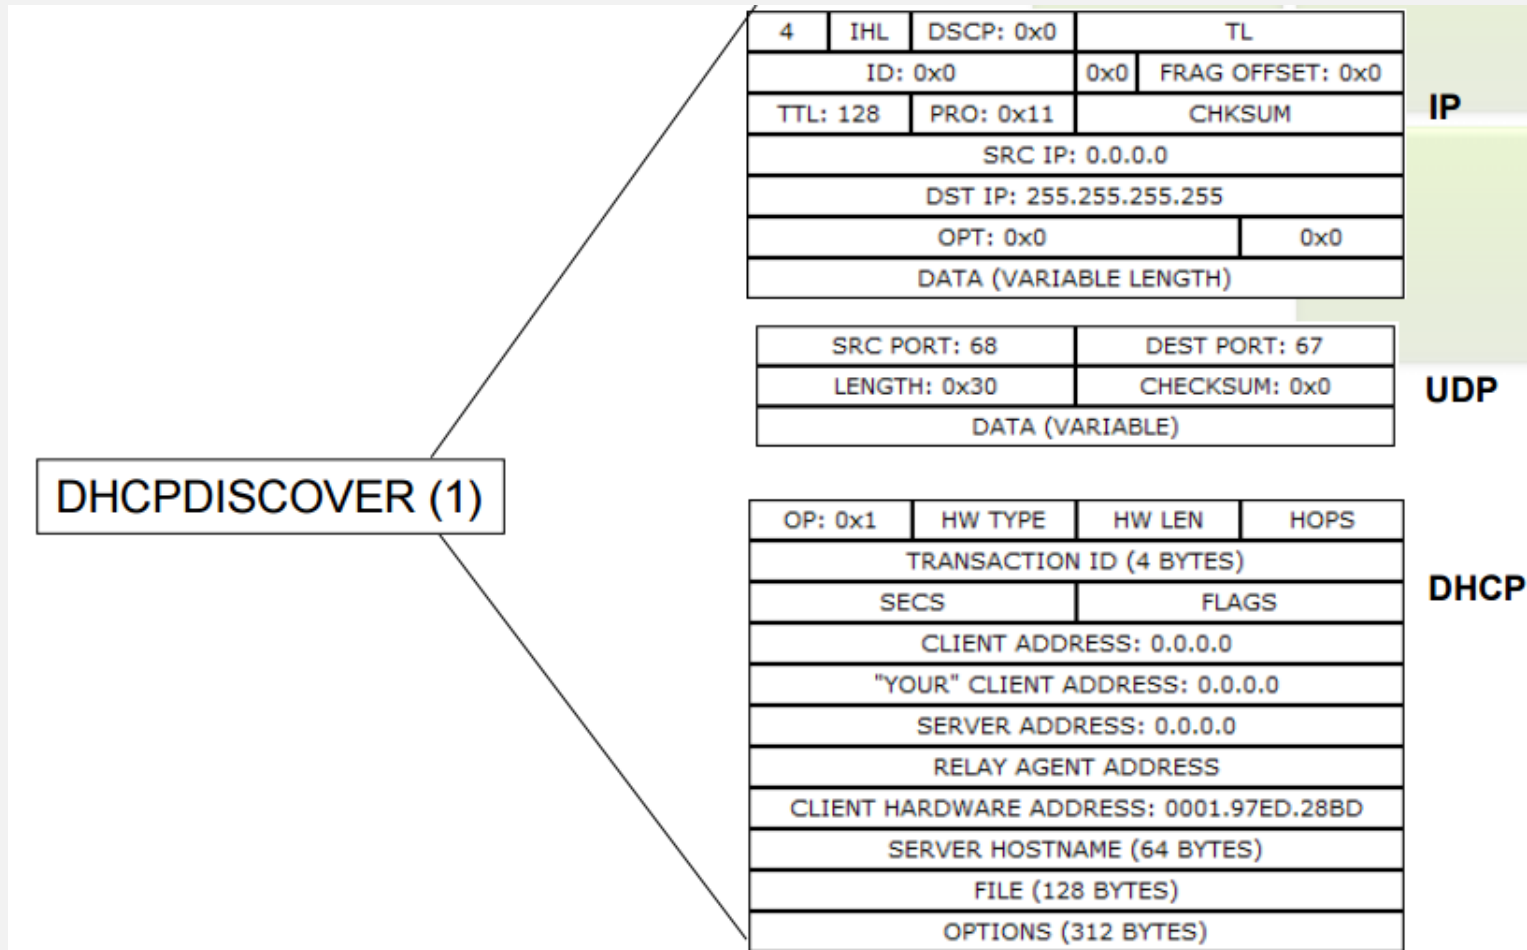 4 IHL DSCP: 0x0 TL
ID: 0x0 0x0 FRAG OFFSET: 0x0
TTL: 128 PRO: 0x11 CHKSUM
IP
SRC IP: 0.0.0.0
DST IP: 255.255.255.255
OPT: 0x0 0x0
DATA (VARIABLE LENGTH)
SRC PORT: 68 DEST PORT: 67
LENGTH: 0x30 CHECKSUM: 0x0
UDP
DATA (VARIABLE)
DHCPDISCOVER (1)
OP: 0x1 HW TYPE HW LEN HOPS
TRANSACTION ID (4 BYTES)
DHCP
SECS FLAGS
CLIENT ADDRESS: 0.0.0.0
"YOUR" CLIENT ADDRESS: 0.0.0.0
SERVER ADDRESS: 0.0.0.0
RELAY AGENT ADDRESS
CLIENT HARDWARE ADDRESS: 0001.97ED.28BD
SERVER HOSTNAME (64 BYTES)
FILE (128 BYTES)
OPTIONS (312 BYTES)